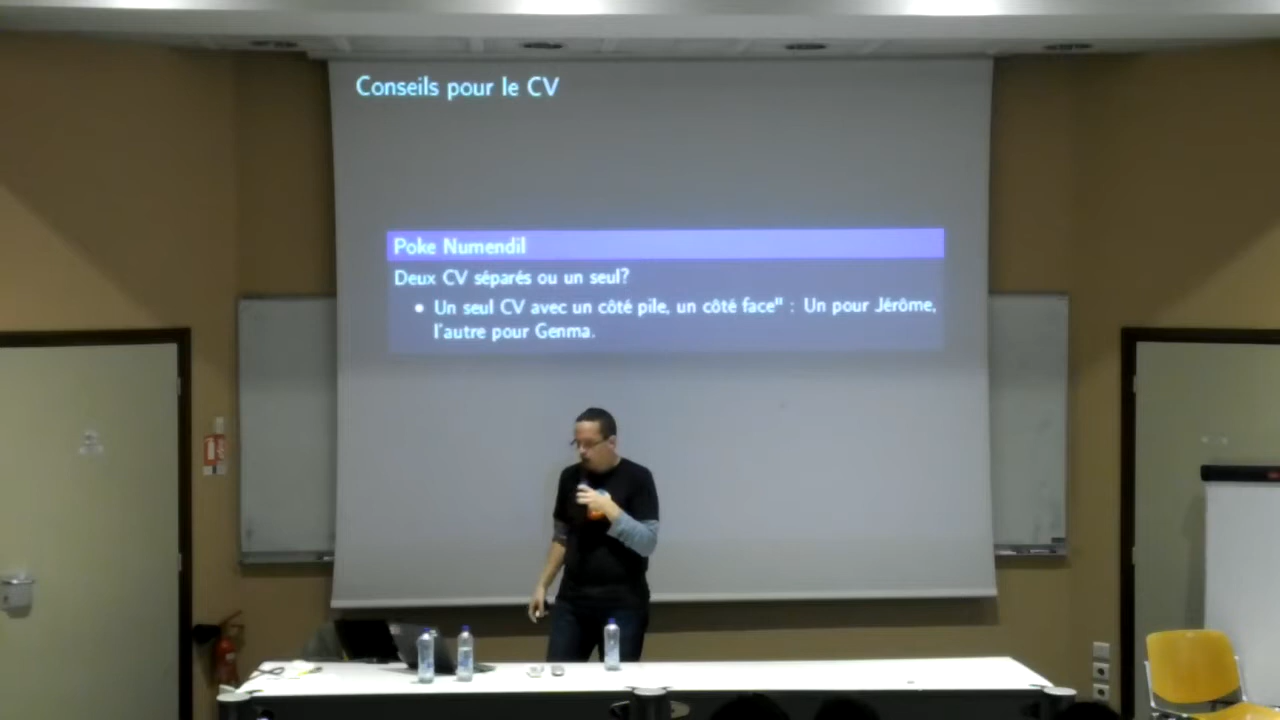 Conseils pour le CV
Poke Numendil
Deux CV séparés ou un seul?
• Un seul CV avec un côté pile, un côté face" : Un pour Jérôme,
l'autre pour Genma.